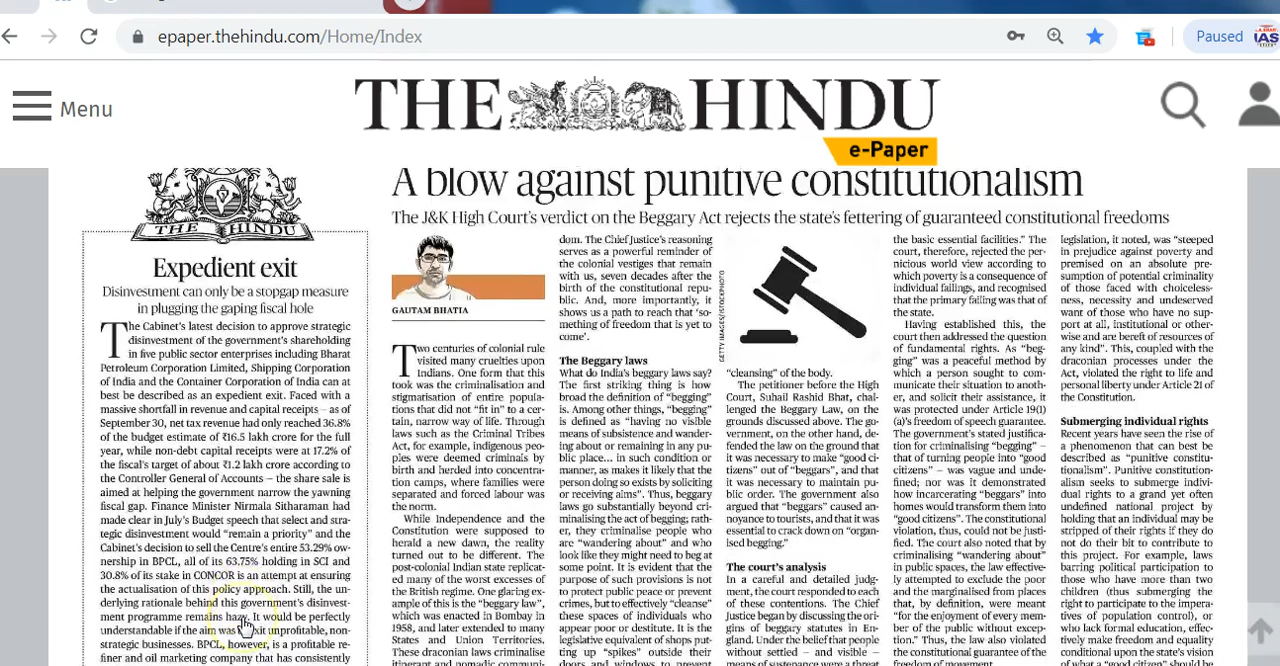 epaper.thehindu.com/Home/Index
Paused
IAS
Menu
THE HINDU
e-Paper
THE HINDU
Expedient exit
Disinvestment can only be a stopgap measure
in plugging the gaping fiscal hole
The Cabinet's latest decision to approve strategic
disinvestment of the government's shareholding
in five public sector enterprises including Bharat
Petroleum Corporation Limited, Shipping Corporation
of India and the Container Corporation of India can at
best be described as an expedient exit. Faced with a
massive shortfall in revenue and capital receipts – as of
September 30, net tax revenue had only reached 36.8%
of the budget estimate of ₹16.5 lakh crore for the full
year, while non-debt capital receipts were at 17.2% of
the fiscal's target of about ₹1.2 lakh crore according to
the Controller General of Accounts – the share sale is
aimed at helping the government narrow the yawning
fiscal gap. Finance Minister Nirmala Sitharaman had
made clear in July's Budget speech that select and stra-
tegic disinvestment would "remain a priority" and the
Cabinet's decision to sell the Centre's entire 53.29% ow-
nership in BPCL, all of its 63.75% holding in SCI and
30.8% of its stake in CONCOR is an attempt at ensuring
the actualisation of this policy approach. Still, the un-
derlying rationale behind this government's disinvest-
ment programme remains hazy. It would be perfectly
understandable if the aim was to exit unprofitable, non-
strategic businesses. BPCL, however, is a profitable re-
finer and oil marketing company that has consistently
A blow against punitive constitutionalism
The J&K High Court's verdict on the Beggary Act rejects the state's fettering of guaranteed constitutional freedoms
GAUTAM BHATIA
Two centuries of colonial rule
visited many cruelties upon
Indians. One form that this
took was the criminalisation and
stigmatisation of entire popula-
tions that did not "fit in" to a cer-
tain, narrow way of life. Through
laws such as the Criminal Tribes
Act, for example, indigenous peo-
ples were deemed criminals by
birth and herded into concentra-
tion camps, where families were
separated and forced labour was
the norm.
While Independence and the
Constitution were supposed to
herald a new dawn, the reality
turned out to be different. The
post-colonial Indian state replicat-
ed many of the worst excesses of
the British regime. One glaring ex-
ample of this is the "beggary law",
which was enacted in Bombay in
1958, and later extended to many
States and Union Territories.
These draconian laws criminalise
itinerant and nomadic communi-
dom. The Chief Justice's reasoning
serves as a powerful reminder of
the colonial vestiges that remain
with us, seven decades after the
birth of the constitutional repu-
blic. And, more importantly, it
shows us a path to reach that 'so-
mething of freedom that is yet to
come'.
The Beggary laws
What do India's beggary laws say?
The first striking thing is how
broad the definition of "begging"
is. Among other things, "begging"
is defined as "having no visible
means of subsistence and wander-
ing about or remaining in any pu-
blic place... in such condition or
manner, as makes it likely that the
person doing so exists by soliciting
or receiving aims". Thus, beggary
laws go substantially beyond cri-
minalising the act of begging; rath-
er, they criminalise people who
are "wandering about" and who
look like they might need to beg at
some point. It is evident that the
purpose of such provisions is not
to protect public peace or prevent
crimes, but to effectively "cleanse"
these spaces of individuals who
appear poor or destitute. It is the
legislative equivalent of shops put-
ting up "spikes" outside their
doors and windows to prevent
GETTY IMAGES/ISTOCKPHOTO
"cleansing" of the body.
The petitioner before the High
Court, Suhail Rashid Bhat, chal-
lenged the Beggary Law, on the
grounds discussed above. The go-
vernment, on the other hand, de-
fended the law on the ground that
it was necessary to make "good ci-
tizens" out of "beggars", and that
it was necessary to maintain pu-
blic order. The government also
argued that "beggars" caused an-
noyance to tourists, and that it was
essential to crack down on "organ-
ised begging."
The court's analysis
In a careful and detailed judg-
ment, the court responded to each
of these contentions. The Chief
Justice began by discussing the ori-
gins of beggary statutes in En-
gland. Under the belief that people
without settled – and visible –
means of sustenance were a threat
the basic essential facilities." The
court, therefore, rejected the per-
nicious world view according to
which poverty is a consequence of
individual failings, and recognised
that the primary failing was that of
the state.
Having established this, the
court then addressed the question
of fundamental rights. As "beg-
ging" was a peaceful method by
which a person sought to com-
municate their situation to anoth-
er, and solicit their assistance, it
was protected under Article 19(1)
(a)'s freedom of speech guarantee.
The government's stated justifica-
tion for criminalising "begging" –
that of turning people into "good
citizens" – was vague and unde-
fined; nor was it demonstrated
how incarcerating "beggars" into
homes would transform them into
"good citizens". The constitutional
violation, thus, could not be just-
ified. The court also noted that by
criminalising "wandering about"
in public spaces, the law effective-
ly attempted to exclude the poor
and the marginalised from places
that, by definition, were meant
for "the enjoyment of every mem-
ber of the public without excep-
tion." Thus, the law also violated
the constitutional guarantee of the
freedom of movement.
legislation, it noted, was "steeped
in prejudice against poverty and
premised on an absolute pre-
sumption of potential criminality
of those faced with choiceless-
ness, necessity and undeserved
want of those who have no sup-
port at all, institutional or other-
wise and are bereft of resources of
any kind". This, coupled with the
draconian processes under the
Act, violated the right to life and
personal liberty under Article 21 of
the Constitution.
Submerging individual rights
Recent years have seen the rise of
a phenomenon that can best be
described as "punitive constitu-
tionalism". Punitive constitution-
alism seeks to submerge indivi-
dual rights to a grand yet often
undefined national project by
holding that an individual may be
stripped of their rights if they do
not do their bit to contribute to
this project. For example, laws
barring political participation to
those who have more than two
children (thus submerging the
right to participate to the impera-
tives of population control), or
who lack formal education, effec-
tively make freedom and equality
conditional upon the state's vision
of what a "good citizen" should be